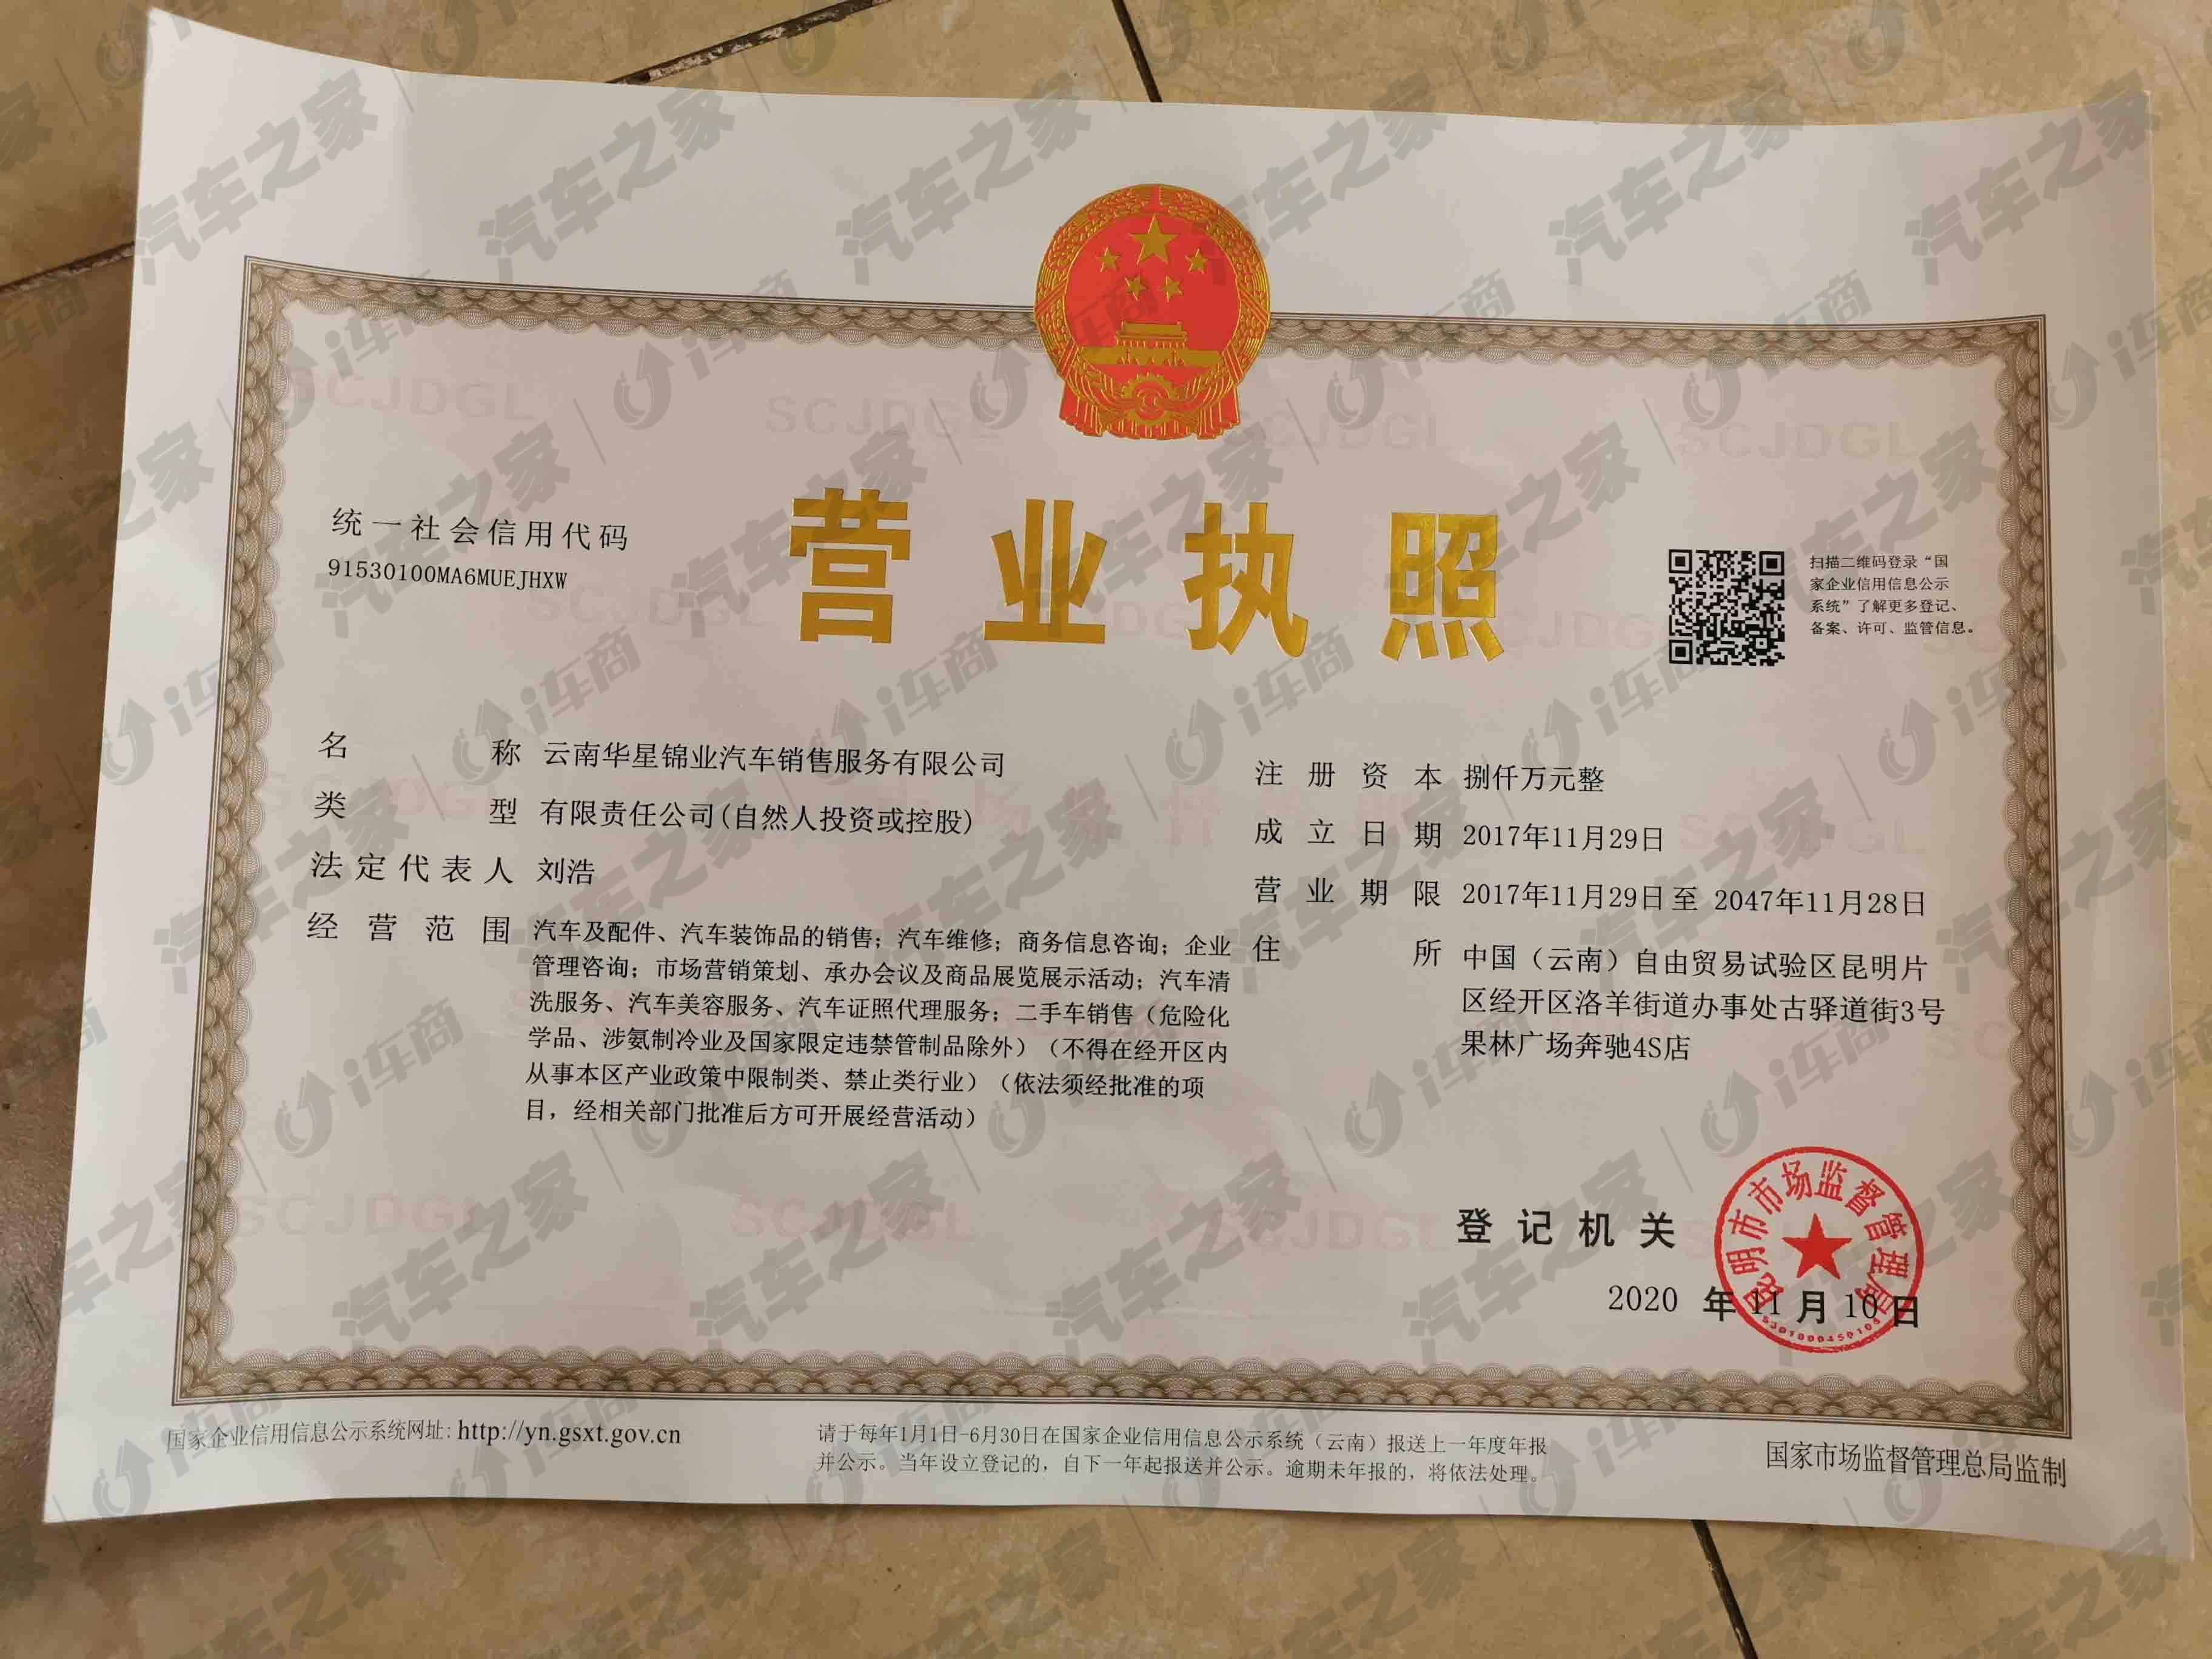 统一社会信用代码
91530100MA6MUEJHXW
营业执照
扫描二维码登录“国
家企业信用信息公示
系统”了解更多登记、
备案、许可、监管信息。
名称 云南华星锦业汽车销售服务有限公司
类型 有限责任公司(自然人投资或控股)
法定代表人 刘浩
经营范围 汽车及配件、汽车装饰品的销售；汽车维修；商务信息咨询；企业
管理咨询；市场营销策划、承办会议及商品展览展示活动；汽车清
洗服务、汽车美容服务、汽车证照代理服务；二手车销售（危险化
学品、涉氨制冷业及国家限定违禁管制品除外）（不得在经开区内
从事本区产业政策中限制类、禁止类行业）（依法须经批准的项
目，经相关部门批准后方可开展经营活动）
注册资本 捌仟万元整
成立日期 2017年11月29日
营业期限 2017年11月29日至 2047年11月28日
住所 中国（云南）自由贸易试验区昆明片
区经开区洛羊街道办事处古驿道街3号
果林广场奔驰4S店
登记机关
昆明市市场监督管理局
2020 年 11 月 10 日
国家企业信用信息公示系统网址: http://yn.gsxt.gov.cn
请于每年1月1日-6月30日在国家企业信用信息公示系统（云南）报送上一年度年报
并公示。当年设立登记的，自下一年起报送并公示。逾期未年报的，将依法处理。
国家市场监督管理总局监制
SCJDGL
汽车之家 | i车商